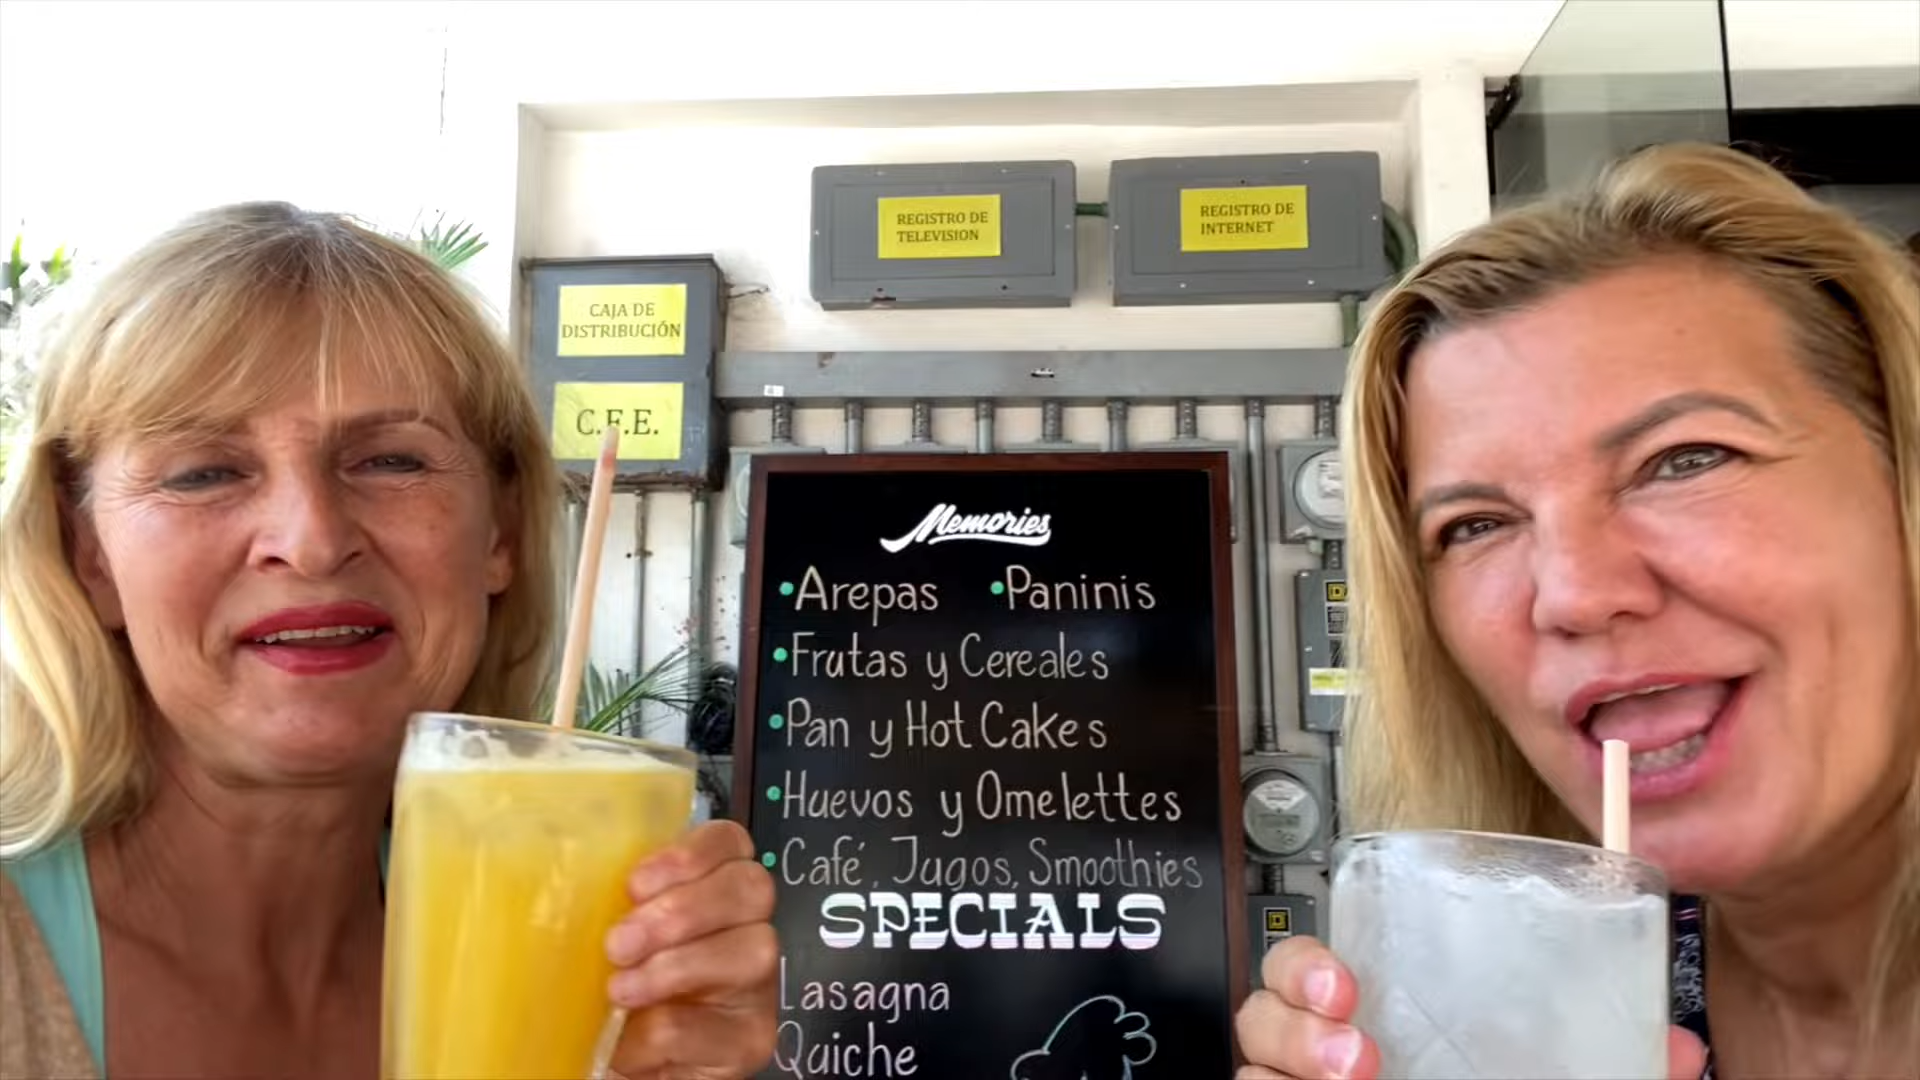 REGISTRO DE
TELEVISION
REGISTRO DE
INTERNET
CAJA DE
DISTRIBUCIÓN
C.F.E.
Memories
•Arepas •Paninis
•Frutas y Cereales
•Pan y Hot Cakes
•Huevos y Omelettes
•Café, Jugos, Smoothies
SPECIALS
Lasagna
Quiche